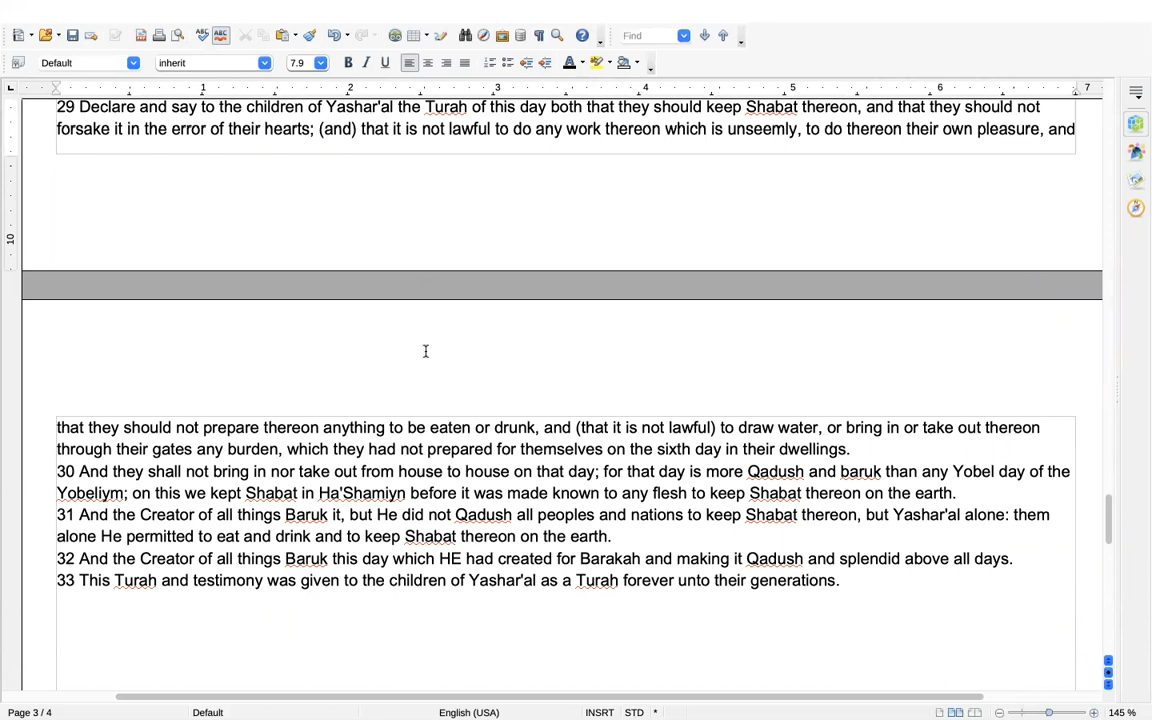 Find
Default
inherit
7.9
1 2 3 4 5 6 7
29 Declare and say to the children of Yashar'al the Turah of this day both that they should keep Shabat thereon, and that they should not
forsake it in the error of their hearts; (and) that it is not lawful to do any work thereon which is unseemly, to do thereon their own pleasure, and
10
that they should not prepare thereon anything to be eaten or drunk, and (that it is not lawful) to draw water, or bring in or take out thereon
through their gates any burden, which they had not prepared for themselves on the sixth day in their dwellings.
30 And they shall not bring in nor take out from house to house on that day; for that day is more Qadush and baruk than any Yobel day of the
Yobeliym; on this we kept Shabat in Ha'Shamiyn before it was made known to any flesh to keep Shabat thereon on the earth.
31 And the Creator of all things Baruk it, but He did not Qadush all peoples and nations to keep Shabat thereon, but Yashar'al alone: them
alone He permitted to eat and drink and to keep Shabat thereon on the earth.
32 And the Creator of all things Baruk this day which HE had created for Barakah and making it Qadush and splendid above all days.
33 This Turah and testimony was given to the children of Yashar'al as a Turah forever unto their generations.
Page 3 / 4 Default English (USA) INSRT STD * 145 %